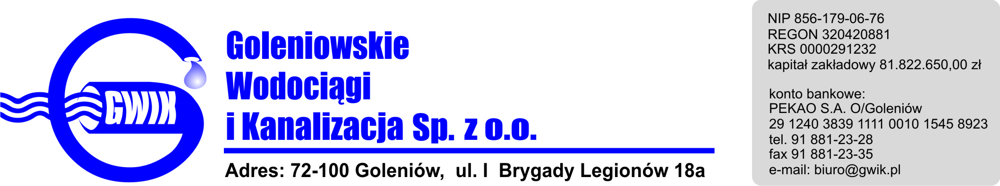 GWIK
Goleniowskie
Wodociągi
i Kanalizacja Sp. z o.o.
Adres: 72-100 Goleniów, ul. I Brygady Legionów 18a
NIP 856-179-06-76
REGON 320420881
KRS 0000291232
kapitał zakładowy 81.822.650,00 zł
konto bankowe:
PEKAO S.A. O/Goleniów
29 1240 3839 1111 0010 1545 8923
tel. 91 881-23-28
fax 91 881-23-35
e-mail: biuro@gwik.pl